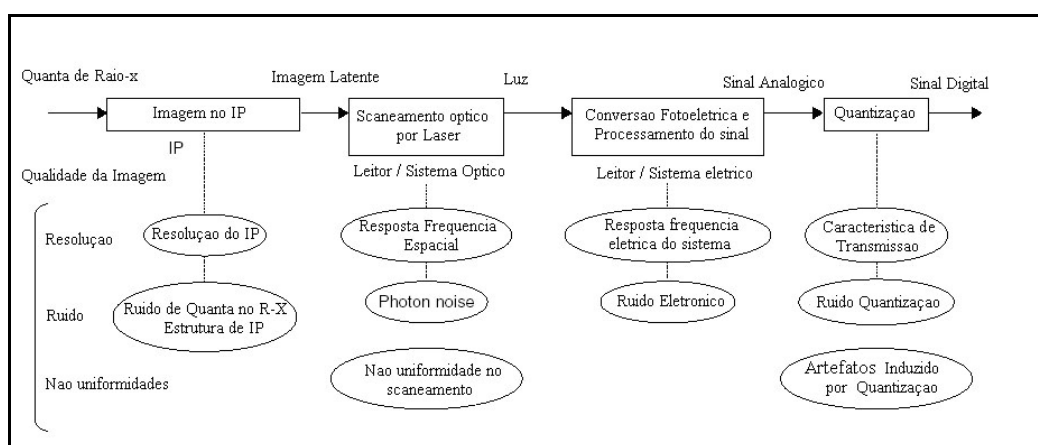 Quanta de Raio-x
Imagem Latente
Luz
Sinal Analogico
Sinal Digital
Imagem no IP
Scaneamento optico
por Laser
Conversao Fotoeletrica e
Processamento do sinal
Quantizaçao
IP
Leitor / Sistema Optico
Leitor / Sistema eletrico
Qualidade da Imagem
Resoluçao
Resoluçao do IP
Resposta Frequencia
Espacial
Resposta frequencia
eletrica do sistema
Caracteristica de
Transmissao
Ruido
Ruido de Quanta no R-X
Estrutura de IP
Photon noise
Ruido Eletronico
Ruido Quantizaçao
Nao uniformidades
Nao uniformidade no
scaneamento
Artefatos Induzido
por Quantizaçao